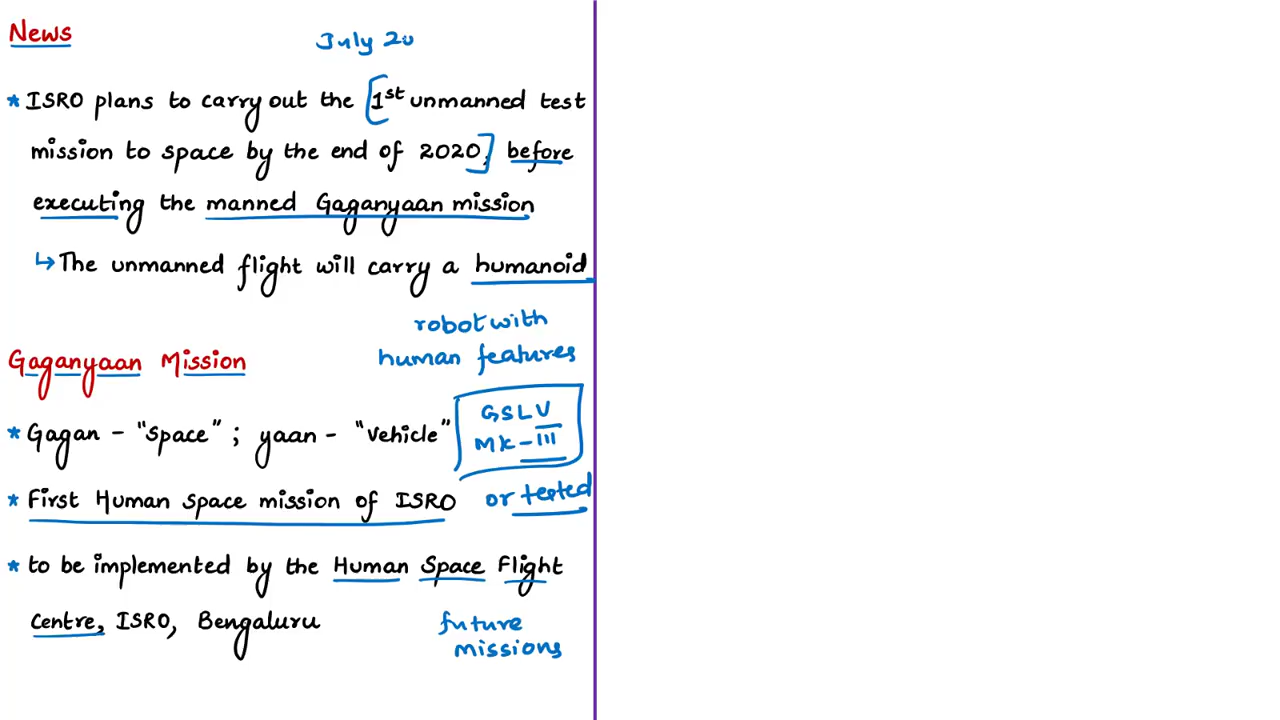 News
July 20
* ISRO plans to carry out the [1st unmanned test
mission to space by the end of 2020,] before
executing the manned Gaganyaan mission
↳ The unmanned flight will carry a humanoid
robot with
human features
Gaganyaan Mission
GSLV
* Gagan - "Space" ; yaan - "Vehicle"
MK-III
* First Human Space mission of ISRO
or tested
* to be implemented by the Human Space Flight
Centre, ISRO, Bengaluru
future
missions